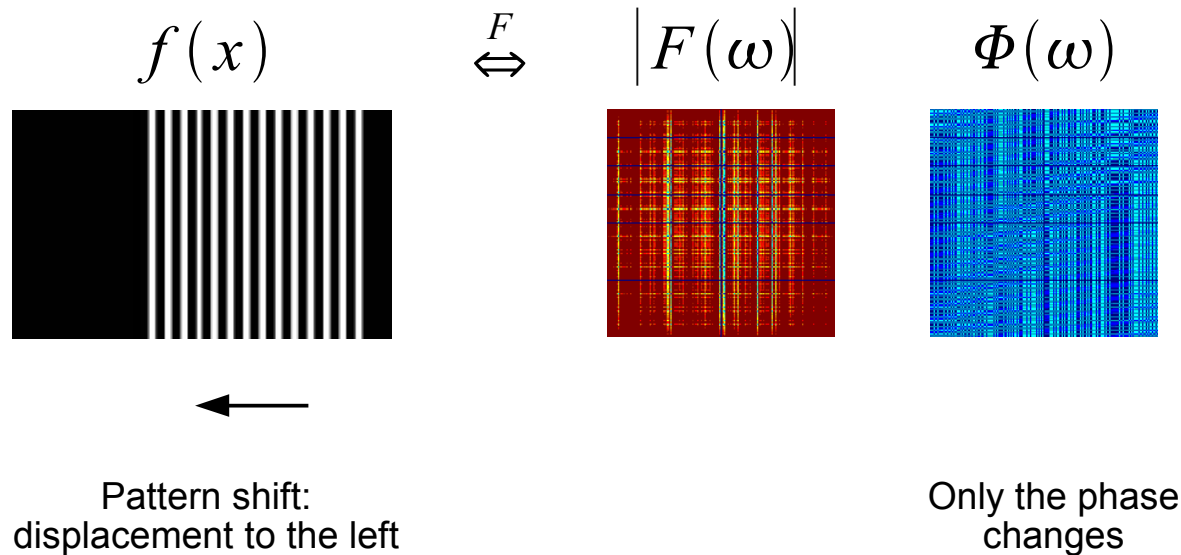 f(x) F ⇔ |F(ω)| Φ(ω)
Pattern shift:
displacement to the left
Only the phase
changes